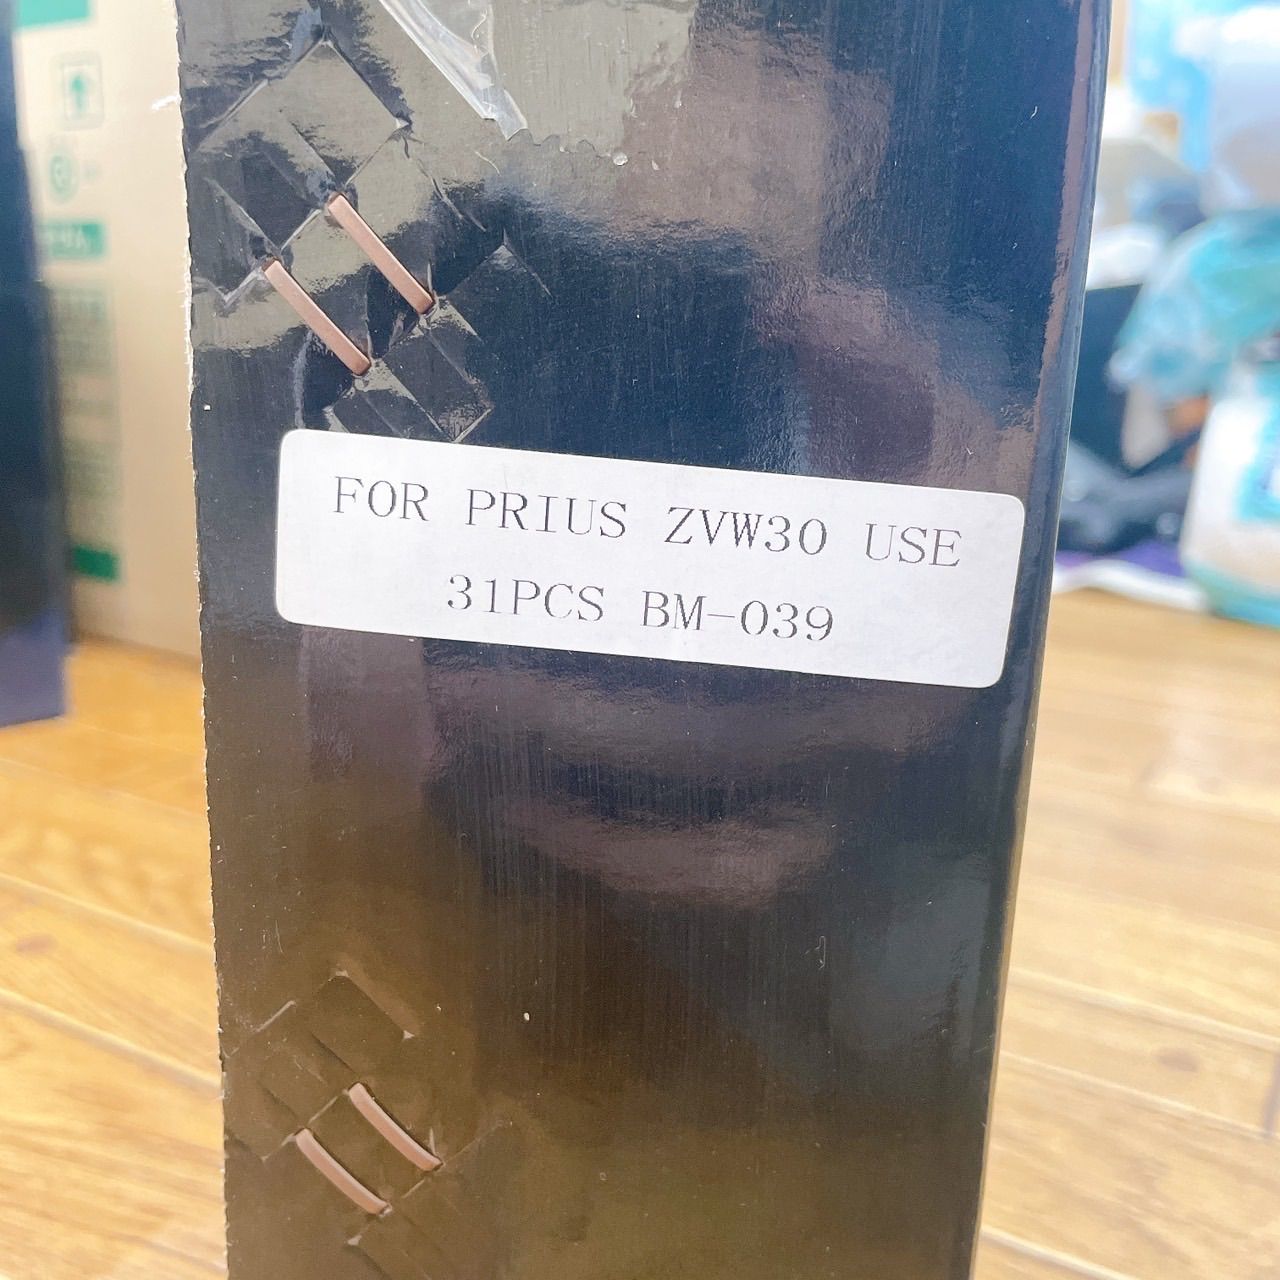 FOR PRIUS ZVW30 USE
31PCS BM-039